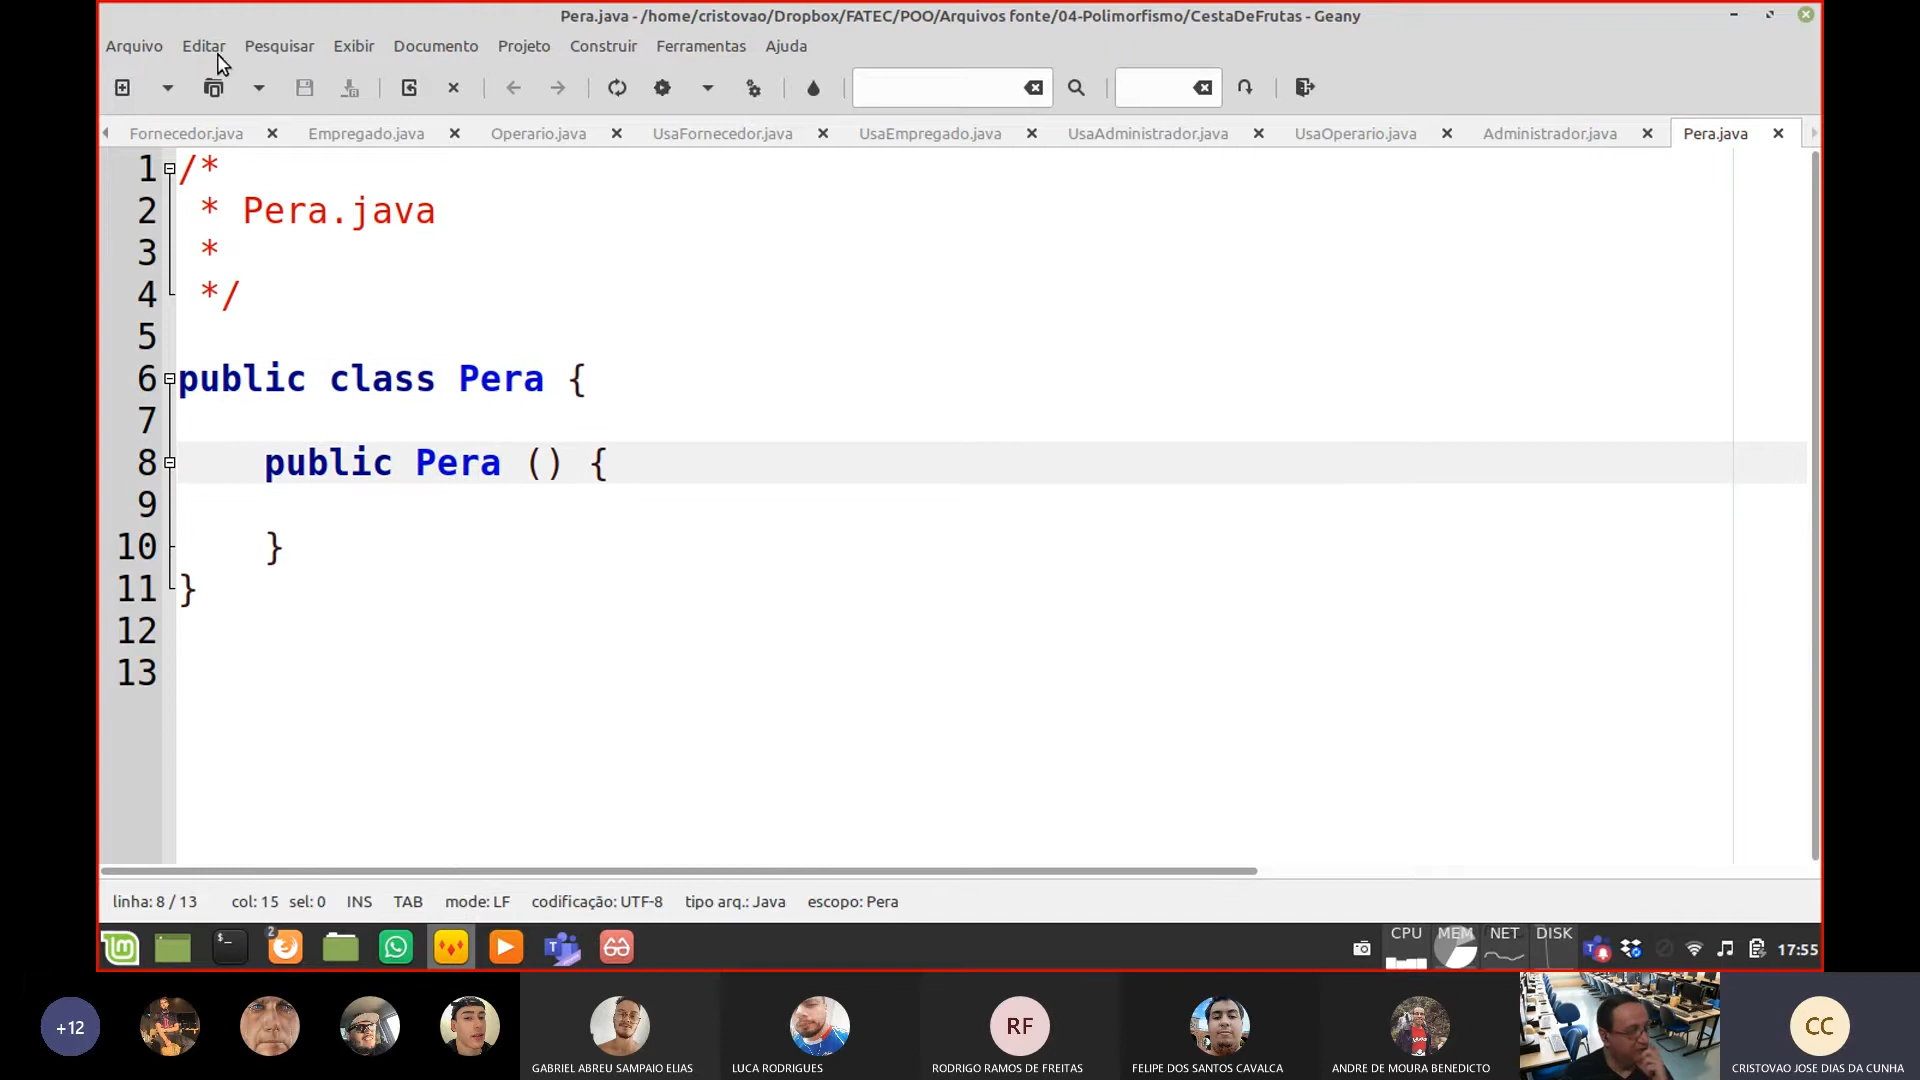 Pera.java - /home/cristovao/Dropbox/FATEC/POO/Arquivos fonte/04-Polimorfismo/CestaDeFrutas - Geany
Arquivo Editar Pesquisar Exibir Documento Projeto Construir Ferramentas Ajuda
Fornecedor.java Empregado.java Operario.java UsaFornecedor.java UsaEmpregado.java UsaAdministrador.java UsaOperario.java Administrador.java Pera.java
1 /*
2 * Pera.java
3 *
4 */
5
6 public class Pera {
7
8 public Pera () {
9
10 }
11 }
12
13
linha: 8 / 13 col: 15 sel: 0 INS TAB mode: LF codificação: UTF-8 tipo arq.: Java escopo: Pera
2 CPU MEM NET DISK 17:55
+12 RF CC
GABRIEL ABREU SAMPAIO ELIAS LUCA RODRIGUES RODRIGO RAMOS DE FREITAS FELIPE DOS SANTOS CAVALCA ANDRE DE MOURA BENEDICTO CRISTOVAO JOSE DIAS DA CUNHA